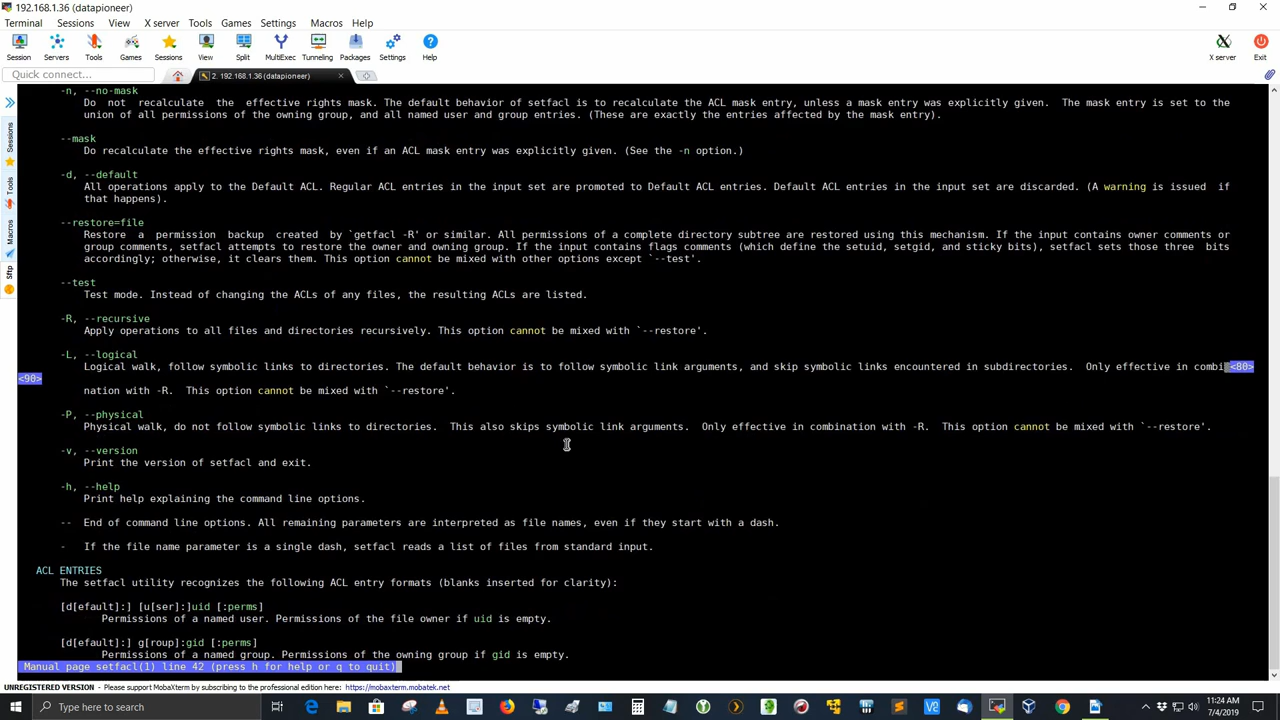 192.168.1.36 (datapioneer)
Terminal Sessions View X server Tools Games Settings Macros Help
Session Servers Tools Games Sessions View Split MultiExec Tunneling Packages Settings Help X server Exit
Quick connect... 2. 192.168.1.36 (datapioneer)
Sessions
Tools
Macros
Sftp
-n, --no-mask
Do not recalculate the effective rights mask. The default behavior of setfacl is to recalculate the ACL mask entry, unless a mask entry was explicitly given. The mask entry is set to the
union of all permissions of the owning group, and all named user and group entries. (These are exactly the entries affected by the mask entry).
--mask
Do recalculate the effective rights mask, even if an ACL mask entry was explicitly given. (See the -n option.)
-d, --default
All operations apply to the Default ACL. Regular ACL entries in the input set are promoted to Default ACL entries. Default ACL entries in the input set are discarded. (A warning is issued if
that happens).
--restore=file
Restore a permission backup created by `getfacl -R' or similar. All permissions of a complete directory subtree are restored using this mechanism. If the input contains owner comments or
group comments, setfacl attempts to restore the owner and owning group. If the input contains flags comments (which define the setuid, setgid, and sticky bits), setfacl sets those three bits
accordingly; otherwise, it clears them. This option cannot be mixed with other options except `--test'.
--test
Test mode. Instead of changing the ACLs of any files, the resulting ACLs are listed.
-R, --recursive
Apply operations to all files and directories recursively. This option cannot be mixed with `--restore'.
-L, --logical
Logical walk, follow symbolic links to directories. The default behavior is to follow symbolic link arguments, and skip symbolic links encountered in subdirectories. Only effective in combi<80>
<90>
nation with -R. This option cannot be mixed with `--restore'.
-P, --physical
Physical walk, do not follow symbolic links to directories. This also skips symbolic link arguments. Only effective in combination with -R. This option cannot be mixed with `--restore'.
-v, --version
Print the version of setfacl and exit.
-h, --help
Print help explaining the command line options.
-- End of command line options. All remaining parameters are interpreted as file names, even if they start with a dash.
- If the file name parameter is a single dash, setfacl reads a list of files from standard input.
ACL ENTRIES
The setfacl utility recognizes the following ACL entry formats (blanks inserted for clarity):
[d[efault]:] [u[ser]:]uid [:perms]
Permissions of a named user. Permissions of the file owner if uid is empty.
[d[efault]:] g[roup]:gid [:perms]
Permissions of a named group. Permissions of the owning group if gid is empty.
Manual page setfacl(1) line 42 (press h for help or q to quit)
UNREGISTERED VERSION - Please support MobaXterm by subscribing to the professional edition here: https://mobaxterm.mobatek.net
Type here to search
11:24 AM
7/4/2019